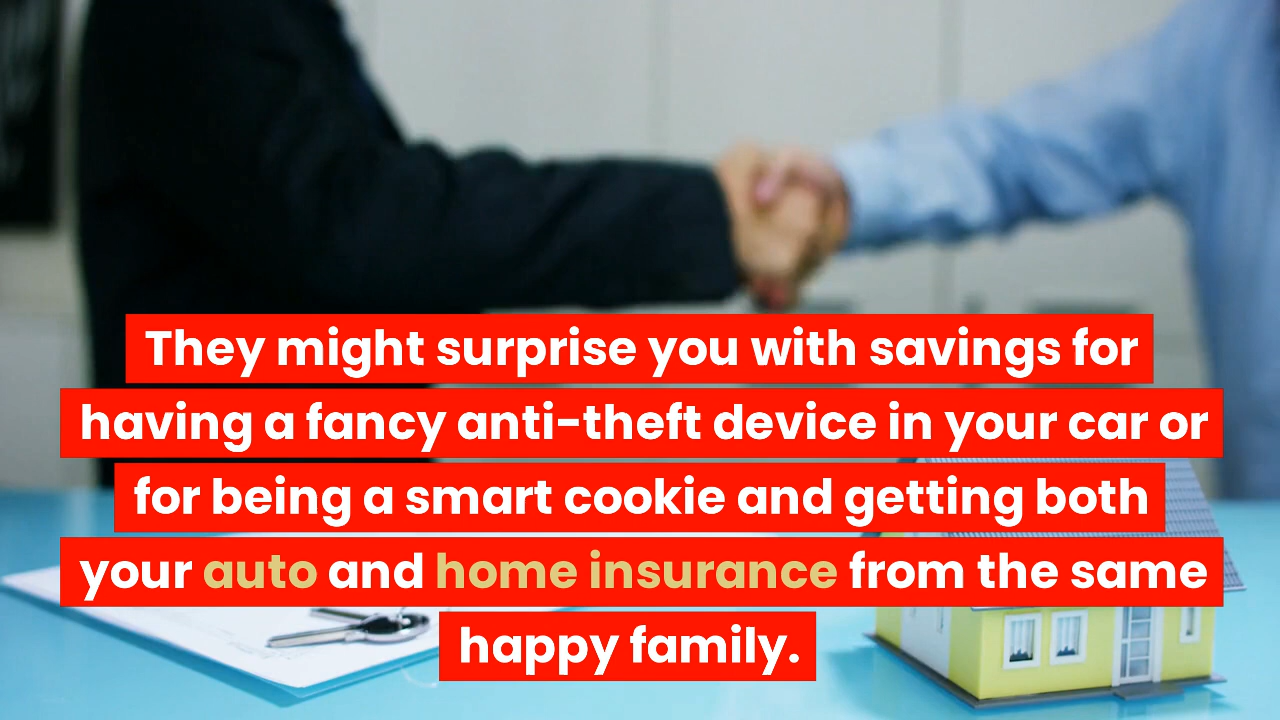 They might surprise you with savings for
having a fancy anti-theft device in your car or
for being a smart cookie and getting both
your auto and home insurance from the same
happy family.